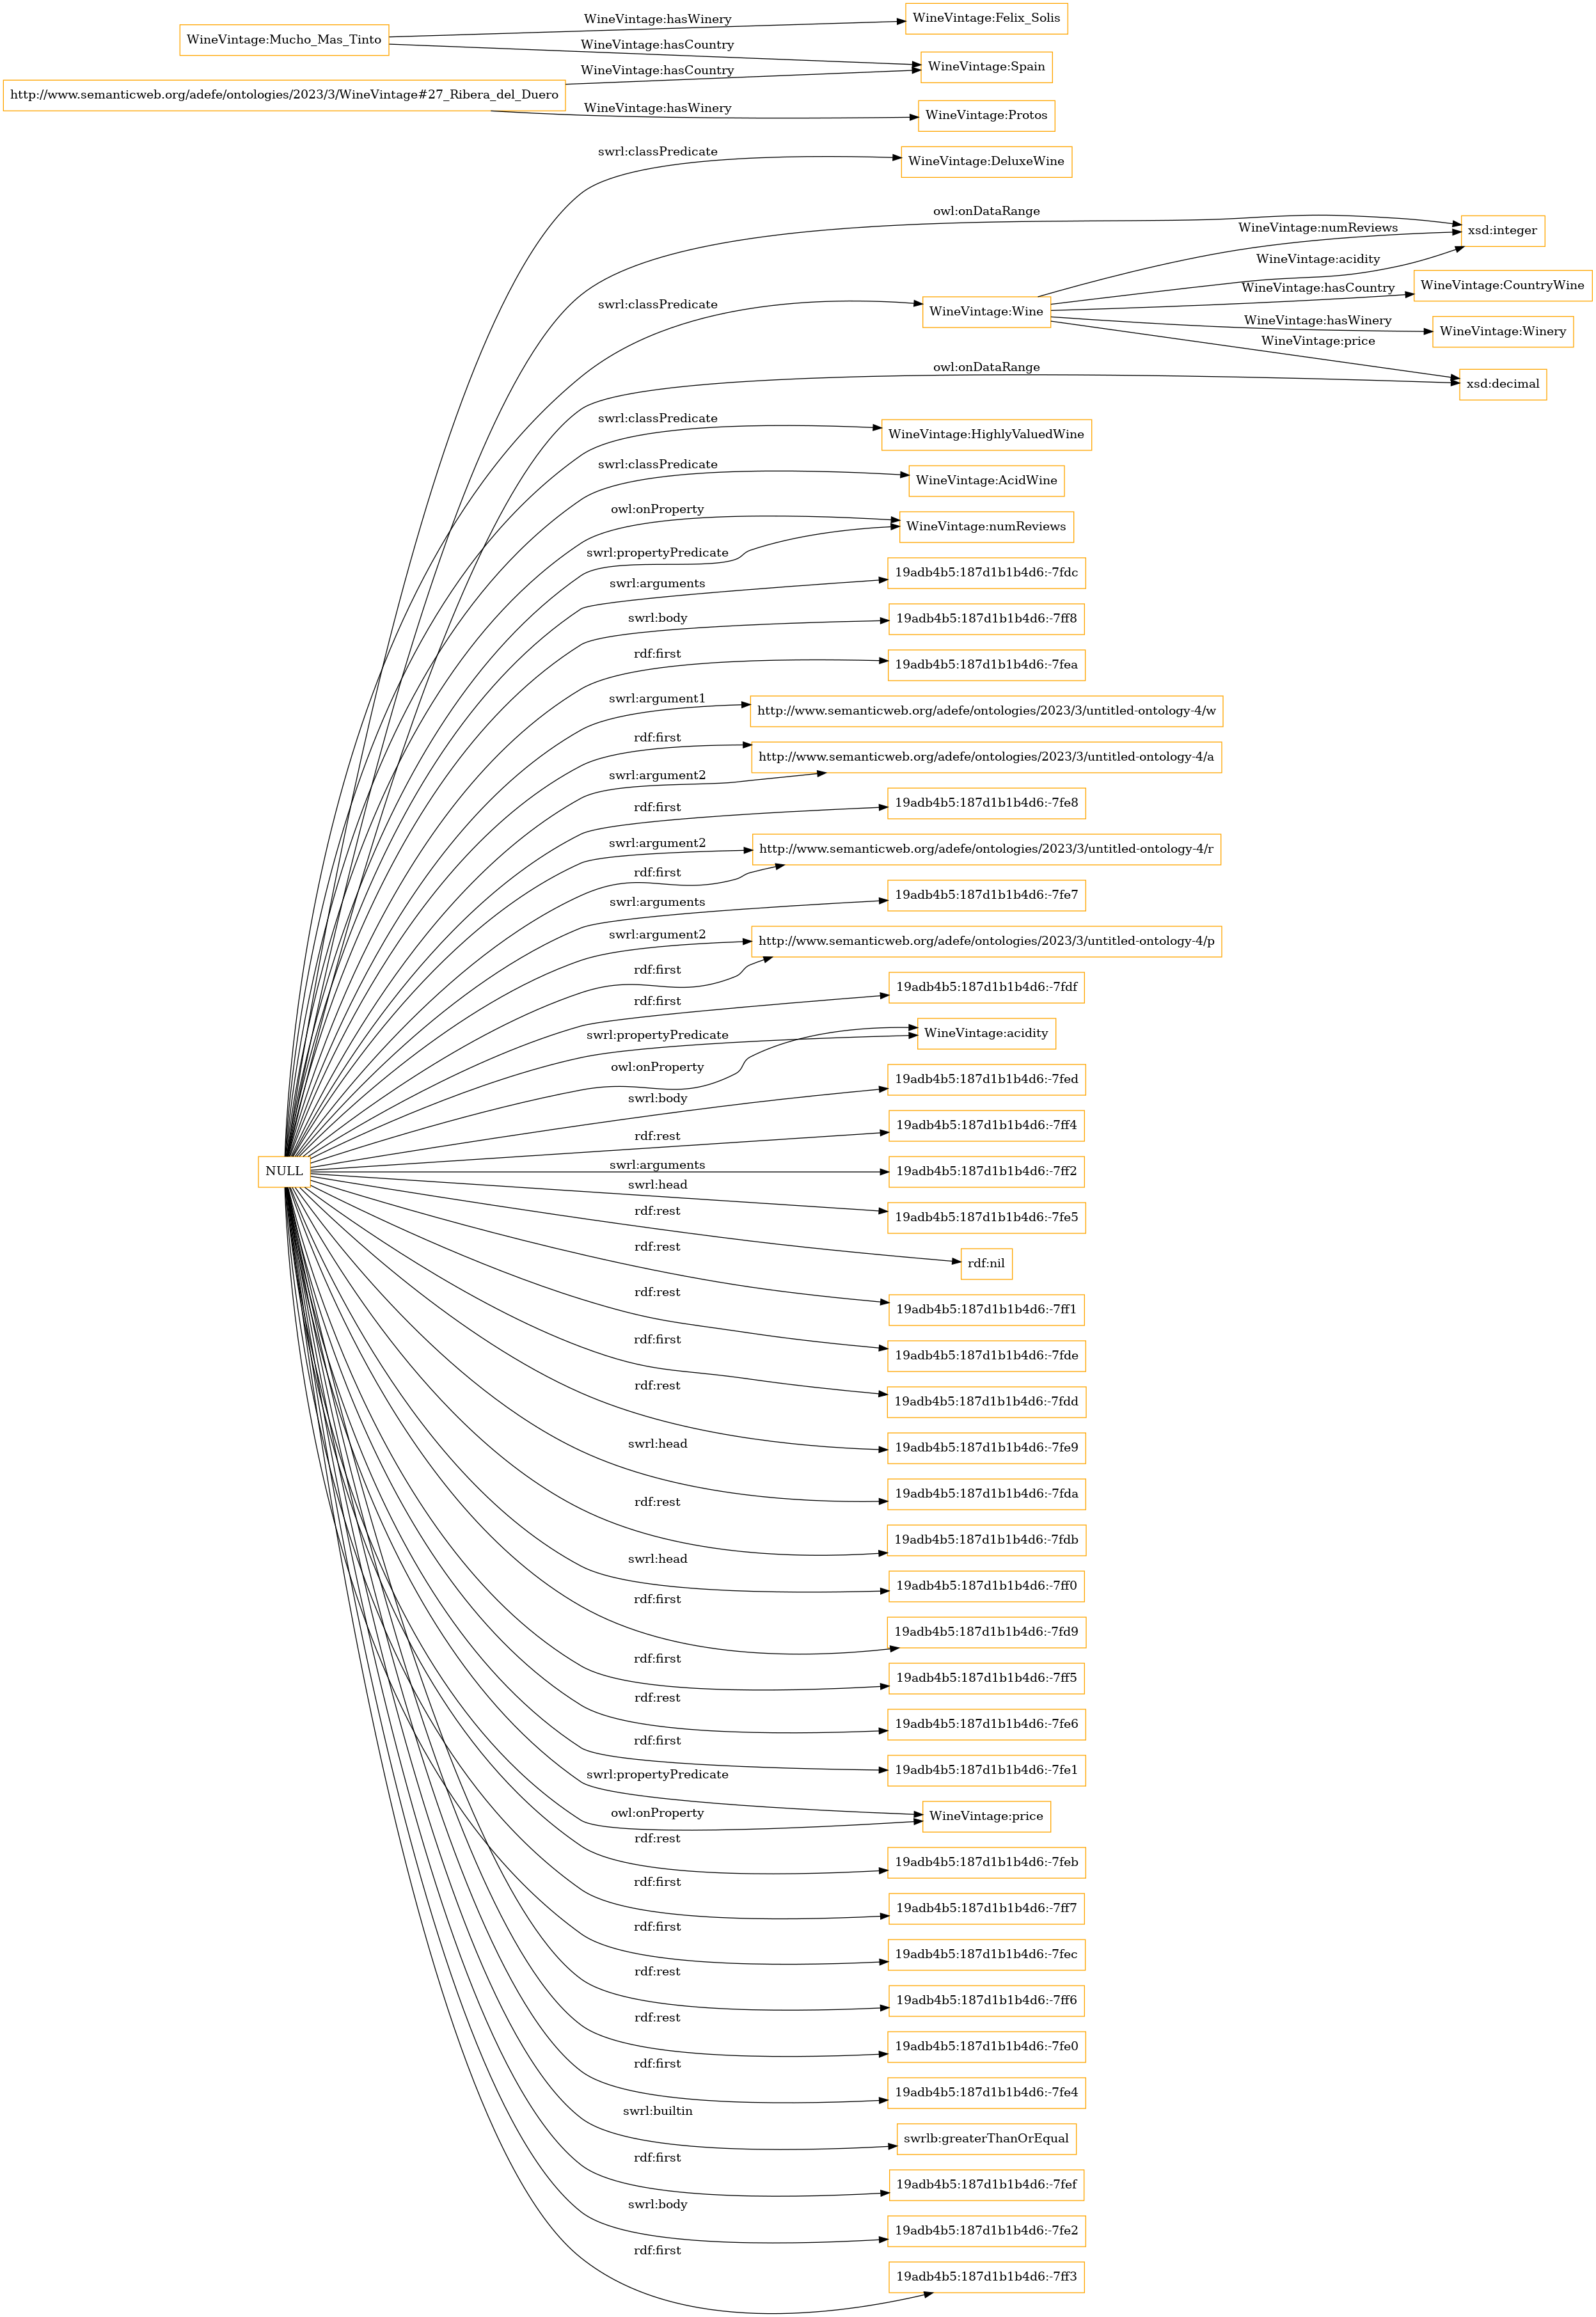 WineVintage:Felix_Solis
WineVintage:hasWinery
WineVintage:Mucho_Mas_Tinto
WineVintage:hasCountry
WineVintage:Spain
WineVintage:hasCountry
http://www.semanticweb.org/adefe/ontologies/2023/3/WineVintage#27_Ribera_del_Duero
WineVintage:hasWinery
WineVintage:Protos
swrl:classPredicate
WineVintage:DeluxeWine
owl:onDataRange
WineVintage:numReviews
xsd:integer
WineVintage:acidity
WineVintage:hasCountry
WineVintage:CountryWine
swrl:classPredicate
WineVintage:Wine
WineVintage:hasWinery
WineVintage:Winery
WineVintage:price
owl:onDataRange
xsd:decimal
swrl:classPredicate
WineVintage:HighlyValuedWine
swrl:classPredicate
WineVintage:AcidWine
owl:onProperty
WineVintage:numReviews
swrl:propertyPredicate
19adb4b5:187d1b1b4d6:-7fdc
swrl:arguments
swrl:body
19adb4b5:187d1b1b4d6:-7ff8
rdf:first
19adb4b5:187d1b1b4d6:-7fea
swrl:argument1
http://www.semanticweb.org/adefe/ontologies/2023/3/untitled-ontology-4/w
rdf:first
http://www.semanticweb.org/adefe/ontologies/2023/3/untitled-ontology-4/a
swrl:argument2
rdf:first
19adb4b5:187d1b1b4d6:-7fe8
swrl:argument2
http://www.semanticweb.org/adefe/ontologies/2023/3/untitled-ontology-4/r
rdf:first
swrl:arguments
19adb4b5:187d1b1b4d6:-7fe7
swrl:argument2
http://www.semanticweb.org/adefe/ontologies/2023/3/untitled-ontology-4/p
rdf:first
rdf:first
19adb4b5:187d1b1b4d6:-7fdf
swrl:propertyPredicate
WineVintage:acidity
owl:onProperty
19adb4b5:187d1b1b4d6:-7fed
swrl:body
19adb4b5:187d1b1b4d6:-7ff4
rdf:rest
NULL
swrl:arguments
19adb4b5:187d1b1b4d6:-7ff2
swrl:head
rdf:rest
19adb4b5:187d1b1b4d6:-7fe5
rdf:rest
rdf:nil
rdf:rest
19adb4b5:187d1b1b4d6:-7ff1
rdf:first
19adb4b5:187d1b1b4d6:-7fde
rdf:rest
19adb4b5:187d1b1b4d6:-7fdd
swrl:head
19adb4b5:187d1b1b4d6:-7fe9
rdf:rest
19adb4b5:187d1b1b4d6:-7fda
19adb4b5:187d1b1b4d6:-7fdb
swrl:head
19adb4b5:187d1b1b4d6:-7ff0
rdf:first
19adb4b5:187d1b1b4d6:-7fd9
rdf:first
19adb4b5:187d1b1b4d6:-7ff5
rdf:rest
19adb4b5:187d1b1b4d6:-7fe6
rdf:first
19adb4b5:187d1b1b4d6:-7fe1
swrl:propertyPredicate
owl:onProperty
WineVintage:price
rdf:rest
19adb4b5:187d1b1b4d6:-7feb
rdf:first
19adb4b5:187d1b1b4d6:-7ff7
rdf:first
19adb4b5:187d1b1b4d6:-7fec
rdf:rest
19adb4b5:187d1b1b4d6:-7ff6
rdf:rest
19adb4b5:187d1b1b4d6:-7fe0
rdf:first
19adb4b5:187d1b1b4d6:-7fe4
swrl:builtin
swrlb:greaterThanOrEqual
rdf:first
19adb4b5:187d1b1b4d6:-7fef
swrl:body
19adb4b5:187d1b1b4d6:-7fe2
rdf:first
19adb4b5:187d1b1b4d6:-7ff3